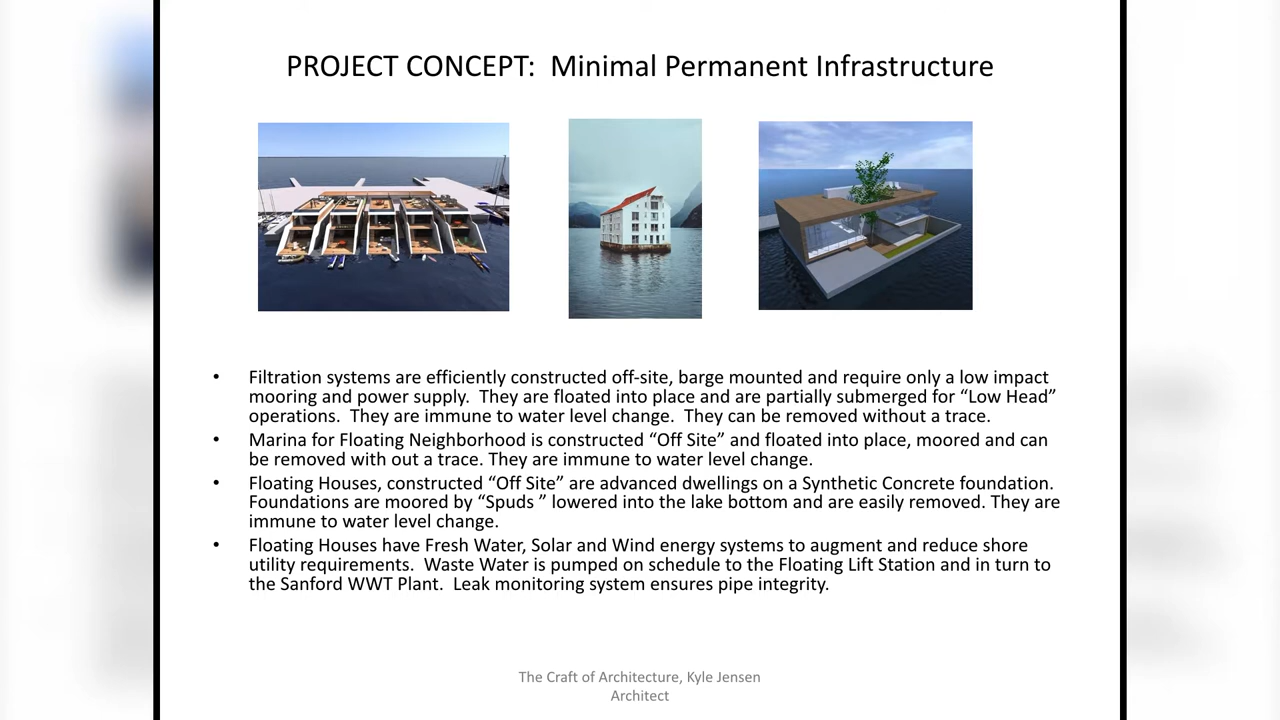 PROJECT CONCEPT:  Minimal Permanent Infrastructure
• Filtration systems are efficiently constructed off-site, barge mounted and require only a low impact
mooring and power supply.  They are floated into place and are partially submerged for “Low Head”
operations.  They are immune to water level change.  They can be removed without a trace.
• Marina for Floating Neighborhood is constructed “Off Site” and floated into place, moored and can
be removed with out a trace. They are immune to water level change.
• Floating Houses, constructed “Off Site” are advanced dwellings on a Synthetic Concrete foundation.
Foundations are moored by “Spuds ” lowered into the lake bottom and are easily removed. They are
immune to water level change.
• Floating Houses have Fresh Water, Solar and Wind energy systems to augment and reduce shore
utility requirements.  Waste Water is pumped on schedule to the Floating Lift Station and in turn to
the Sanford WWT Plant.  Leak monitoring system ensures pipe integrity.
The Craft of Architecture, Kyle Jensen
Architect